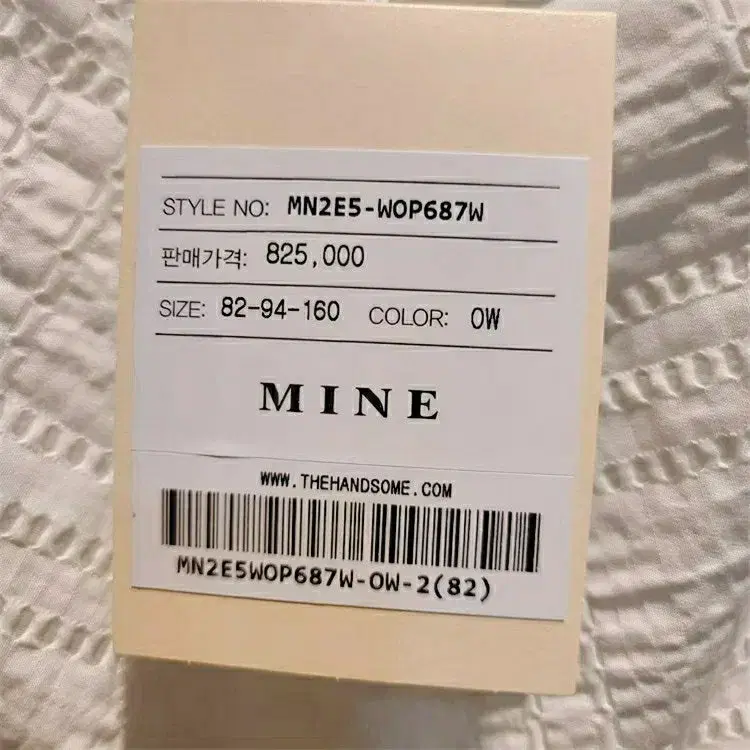 STYLE NO: MN2E5-WOP687W
판매가격: 825,000
SIZE: 82-94-160 COLOR: OW
MINE
WWW.THEHANDSOME.COM
MN2E5WOP687W-OW-2(82)